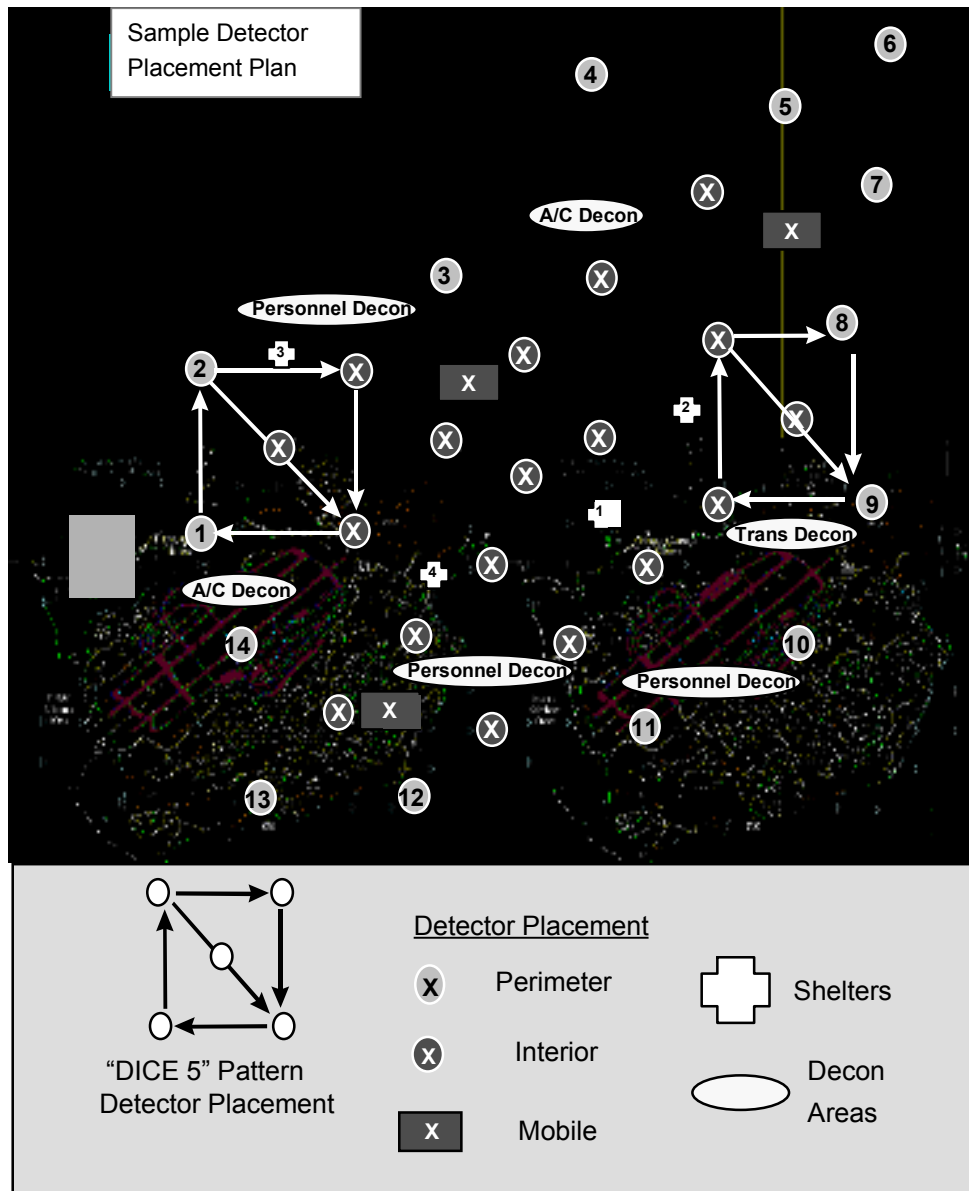 Sample Detector
Placement Plan
6
4
5
7
X
A/C Decon
X
3
X
Personnel Decon
8
X
3
X
2
X
X
2
X
X
X
X
X
X
9
1
1
X
Trans Decon
X
X
4
A/C Decon
X
14
X
10
Personnel Decon
Personnel Decon
X
X
11
X
13
12
Detector Placement
X
Perimeter
Shelters
X
Interior
"DICE 5" Pattern
Detector Placement
Decon
Areas
X
Mobile